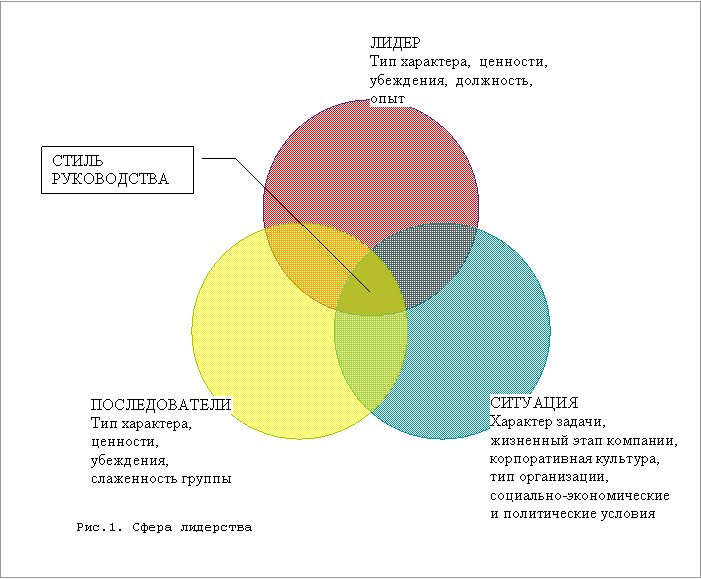 ЛИДЕР
Тип характера, ценности,
убеждения, должность,
опыт
СТИЛЬ
РУКОВОДСТВА
ПОСЛЕДОВАТЕЛИ
Тип характера,
ценности,
убеждения,
слаженность группы
СИТУАЦИЯ
Характер задачи,
жизненный этап компании,
корпоративная культура,
тип организации,
социально-экономические
и политические условия
Рис.1. Сфера лидерства